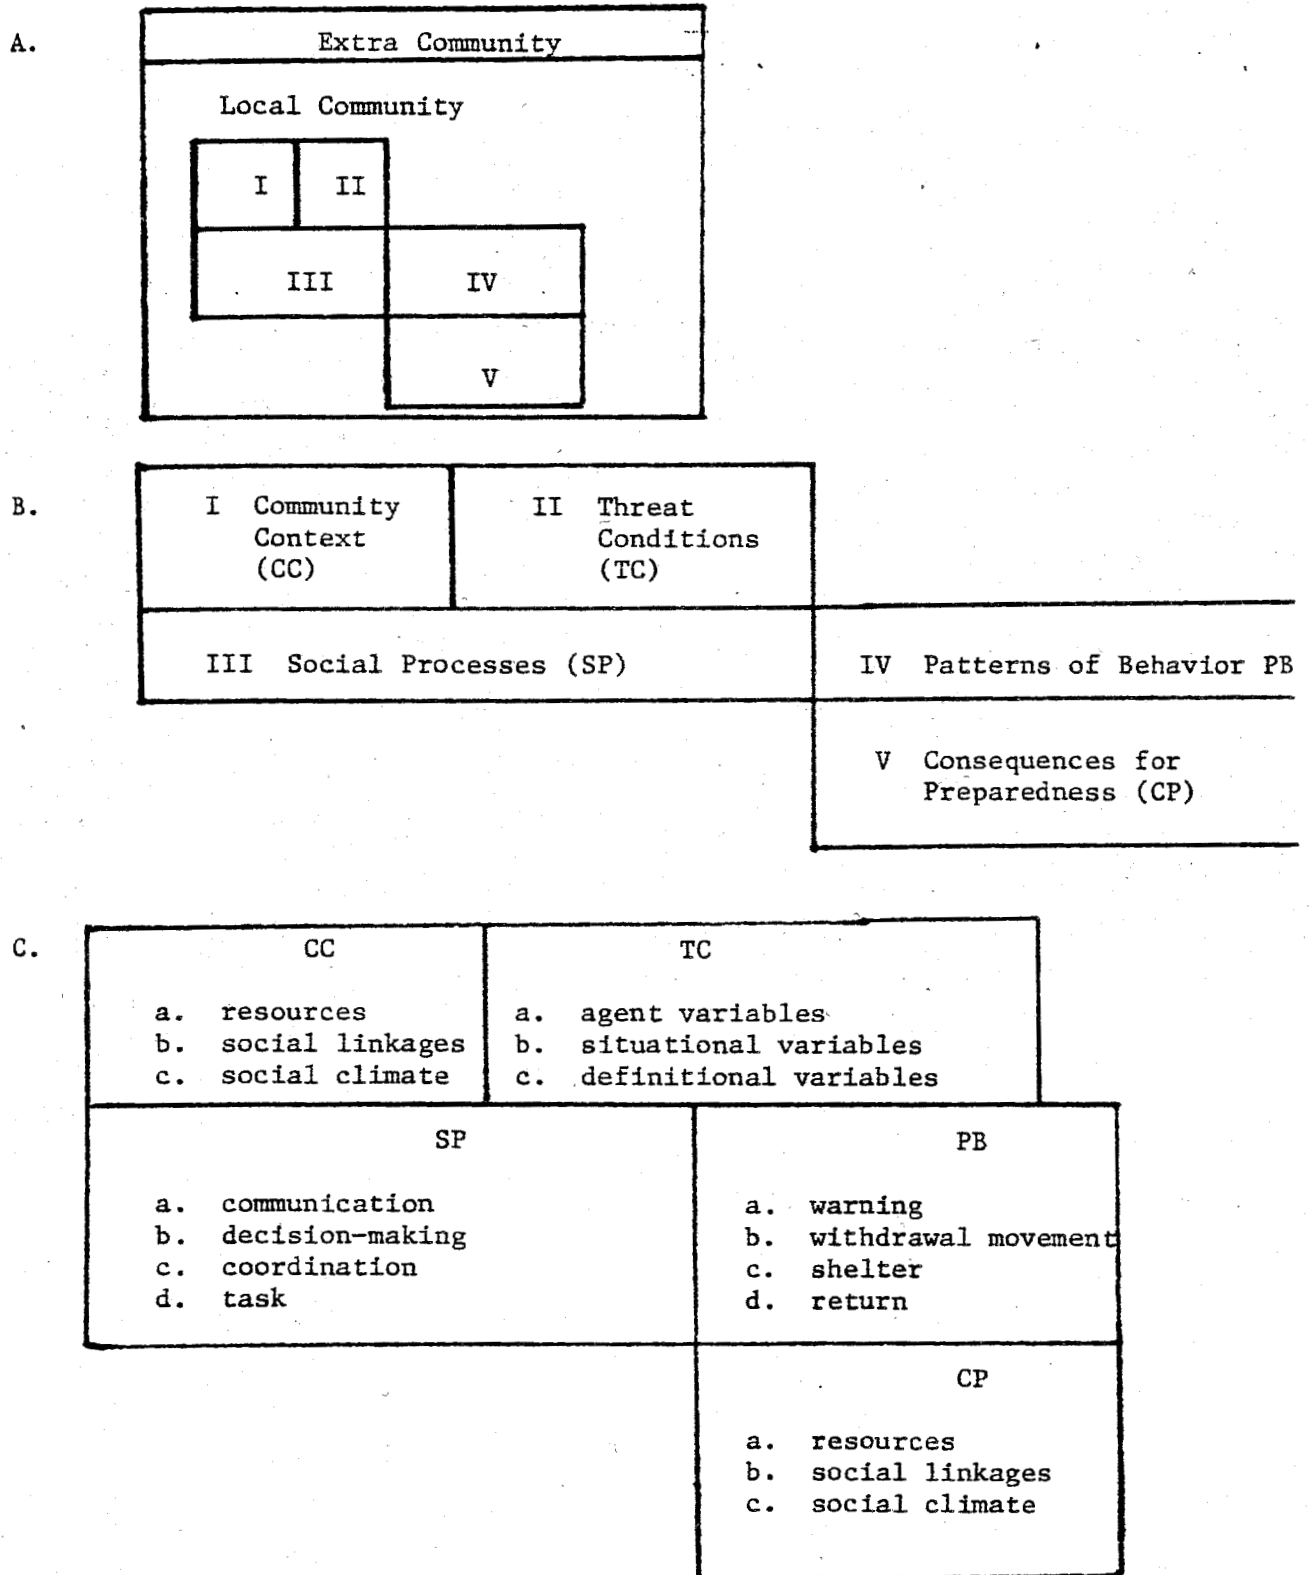 A.
Extra Community
Local Community
I II
III IV
V
B.
I Community
Context
(CC)
II Threat
Conditions
(TC)
III Social Processes (SP)
IV Patterns of Behavior PB
V Consequences for
Preparedness (CP)
C.
CC
a. resources
b. social linkages
c. social climate
TC
a. agent variables
b. situational variables
c. definitional variables
SP
a. communication
b. decision-making
c. coordination
d. task
PB
a. warning
b. withdrawal movement
c. shelter
d. return
CP
a. resources
b. social linkages
c. social climate